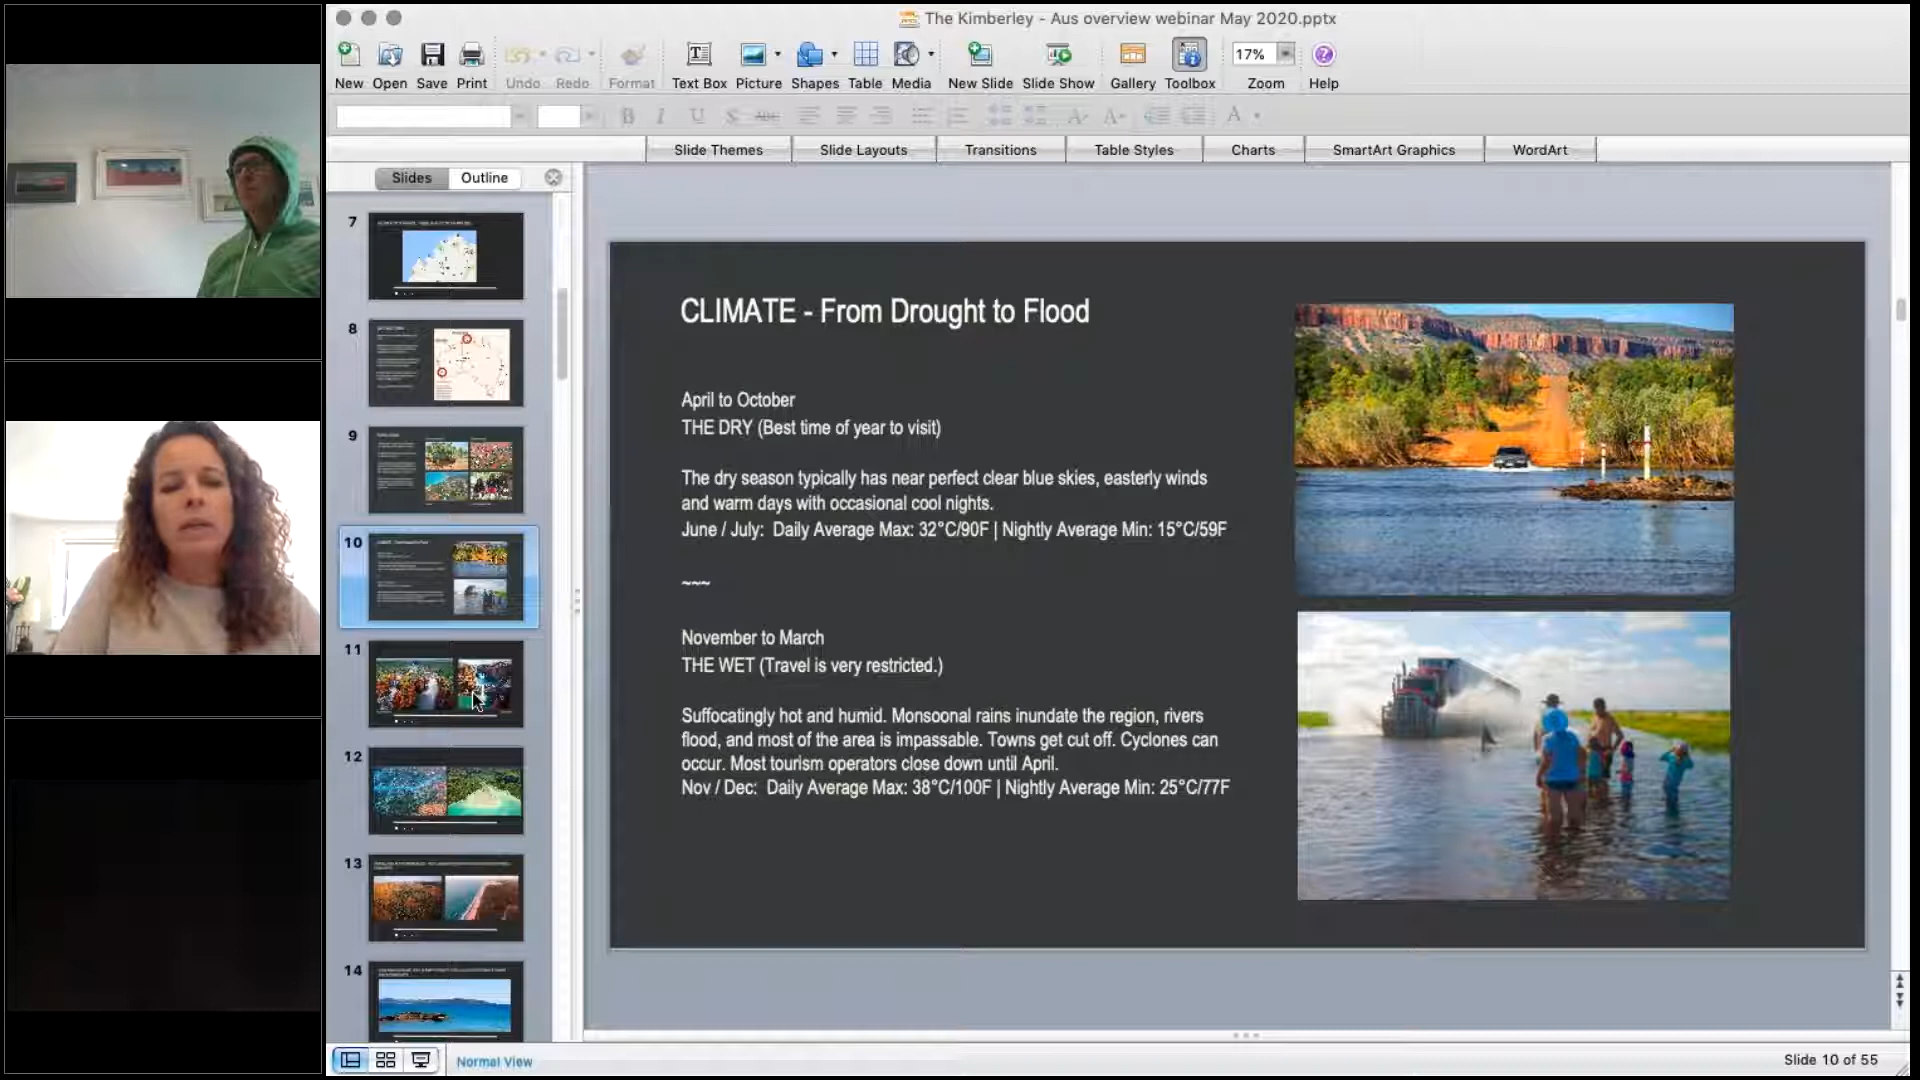 The Kimberley - Aus overview webinar May 2020.pptx
New Open Save Print Undo Redo Format Text Box Picture Shapes Table Media New Slide Slide Show Gallery Toolbox Zoom Help
17%
B I U S ABC A A A
Slide Themes Slide Layouts Transitions Table Styles Charts SmartArt Graphics WordArt
Slides Outline
7
8
9
10
11
12
13
14
CLIMATE - From Drought to Flood
April to October
THE DRY (Best time of year to visit)
The dry season typically has near perfect clear blue skies, easterly winds
and warm days with occasional cool nights.
June / July: Daily Average Max: 32°C/90F | Nightly Average Min: 15°C/59F
~~~
November to March
THE WET (Travel is very restricted.)
Suffocatingly hot and humid. Monsoonal rains inundate the region, rivers
flood, and most of the area is impassable. Towns get cut off. Cyclones can
occur. Most tourism operators close down until April.
Nov / Dec: Daily Average Max: 38°C/100F | Nightly Average Min: 25°C/77F
Normal View
Slide 10 of 55